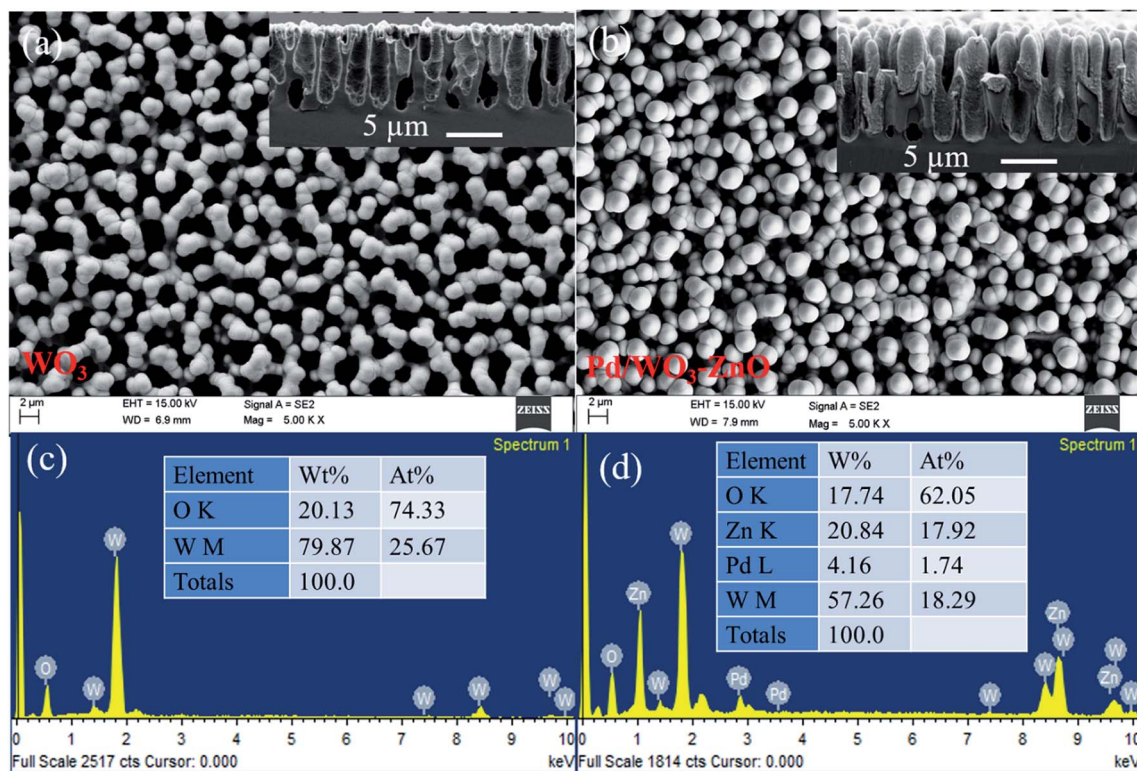 (a)
5 µm
WO₃
2 µm
EHT = 15.00 kV
Signal A = SE2
WD = 6.9 mm
Mag = 5.00 K X
ZEISS
(b)
5 µm
Pd/WO₃-ZnO
2 µm
EHT = 15.00 kV
Signal A = SE2
WD = 7.9 mm
Mag = 5.00 K X
ZEISS
(c)
Spectrum 1
Element Wt% At%
O K 20.13 74.33
W M 79.87 25.67
Totals 100.0
O
W
W
W
W
W
W
0 1 2 3 4 5 6 7 8 9 10
Full Scale 2517 cts Cursor: 0.000
keV
(d)
Spectrum 1
Element W% At%
O K 17.74 62.05
Zn K 20.84 17.92
Pd L 4.16 1.74
W M 57.26 18.29
Totals 100.0
O
Zn
W
W
Pd
Pd
W
W
Zn
W
Zn
W
W
0 1 2 3 4 5 6 7 8 9 10
Full Scale 1814 cts Cursor: 0.000
keV